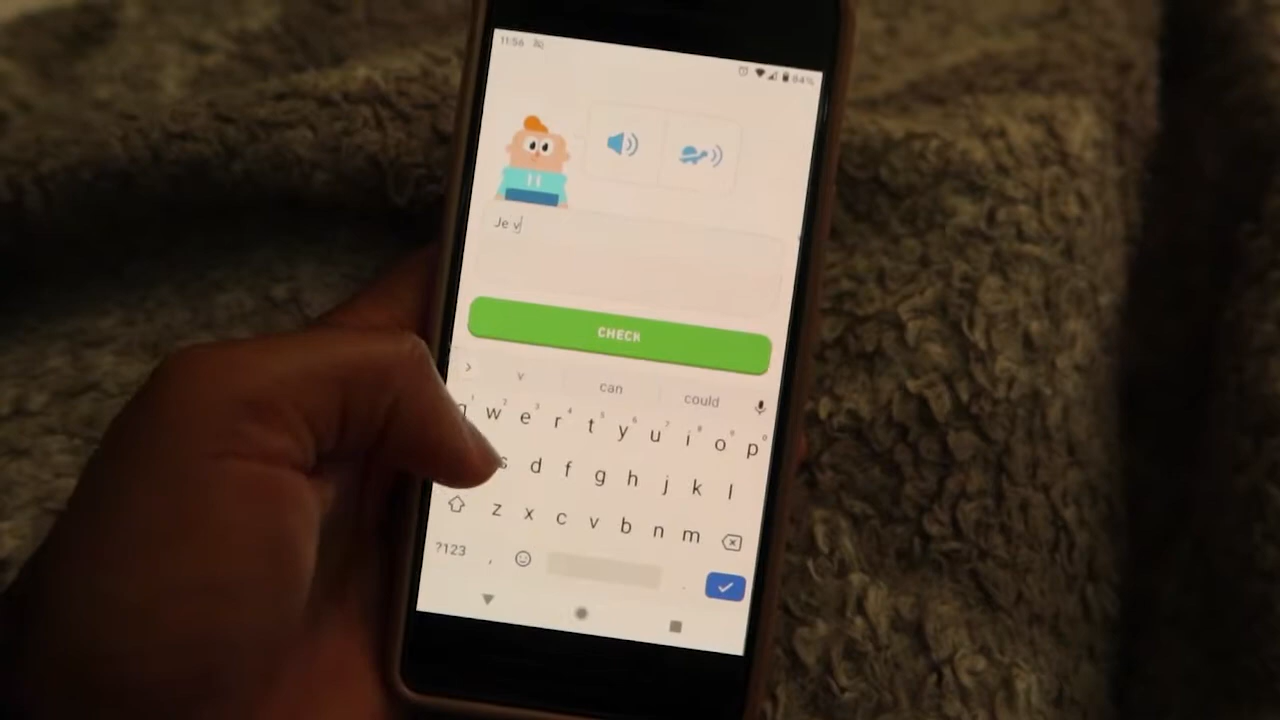 11:56
84%
Je v
CHECK
v can could
q w e r t y u i o p
s d f g h j k l
z x c v b n m
?123 , .